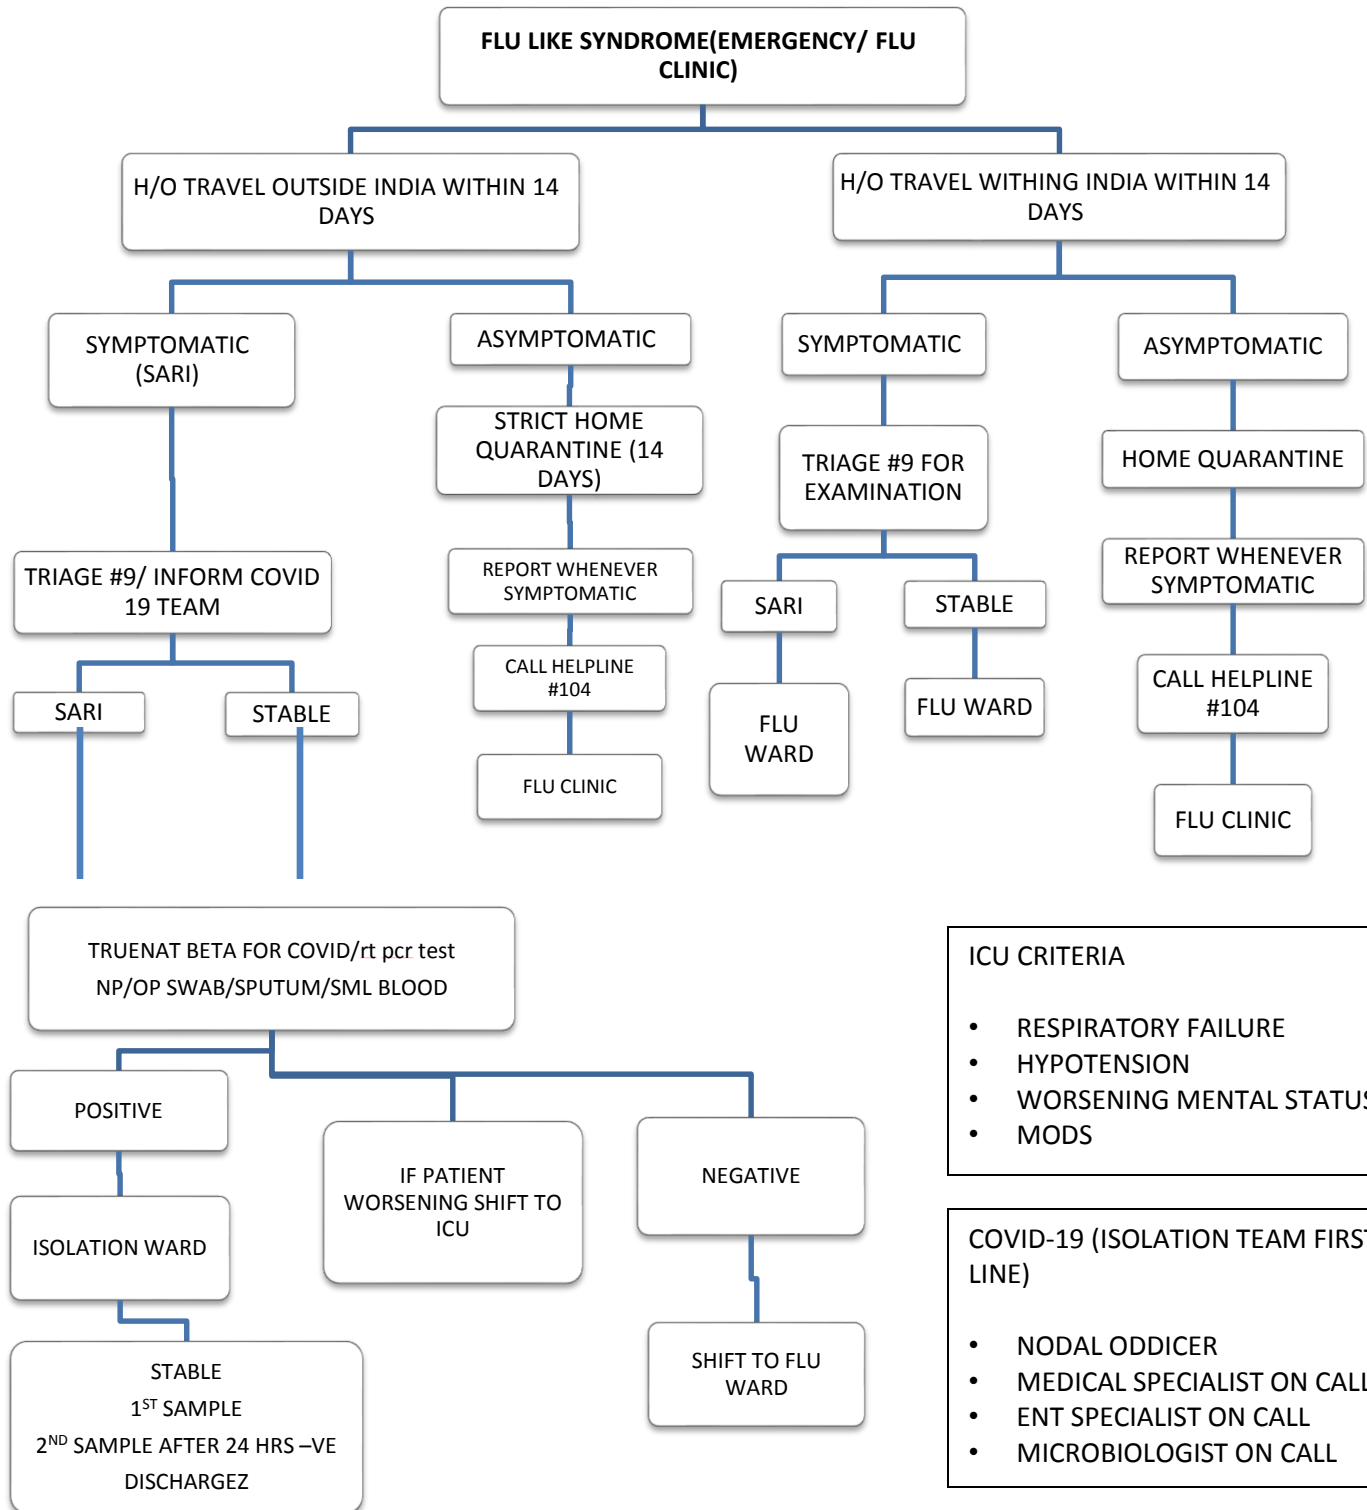 FLU LIKE SYNDROME(EMERGENCY/ FLU
CLINIC)
H/O TRAVEL OUTSIDE INDIA WITHIN 14
DAYS
H/O TRAVEL WITHING INDIA WITHIN 14
DAYS
SYMPTOMATIC
(SARI)
ASYMPTOMATIC
SYMPTOMATIC
ASYMPTOMATIC
STRICT HOME
QUARANTINE (14
DAYS)
TRIAGE #9 FOR
EXAMINATION
HOME QUARANTINE
TRIAGE #9/ INFORM COVID
19 TEAM
REPORT WHENEVER
SYMPTOMATIC
SARI
STABLE
REPORT WHENEVER
SYMPTOMATIC
SARI
STABLE
CALL HELPLINE
#104
FLU
WARD
FLU WARD
CALL HELPLINE
#104
FLU CLINIC
FLU CLINIC
TRUENAT BETA FOR COVID/rt pcr test
NP/OP SWAB/SPUTUM/SML BLOOD
POSITIVE
IF PATIENT
WORSENING SHIFT TO
ICU
NEGATIVE
ISOLATION WARD
SHIFT TO FLU
WARD
STABLE
1ST SAMPLE
2ND SAMPLE AFTER 24 HRS –VE
DISCHARGEZ
ICU CRITERIA
• RESPIRATORY FAILURE
• HYPOTENSION
• WORSENING MENTAL STATUS
• MODS
COVID-19 (ISOLATION TEAM FIRST
LINE)
• NODAL ODDICER
• MEDICAL SPECIALIST ON CALL
• ENT SPECIALIST ON CALL
• MICROBIOLOGIST ON CALL